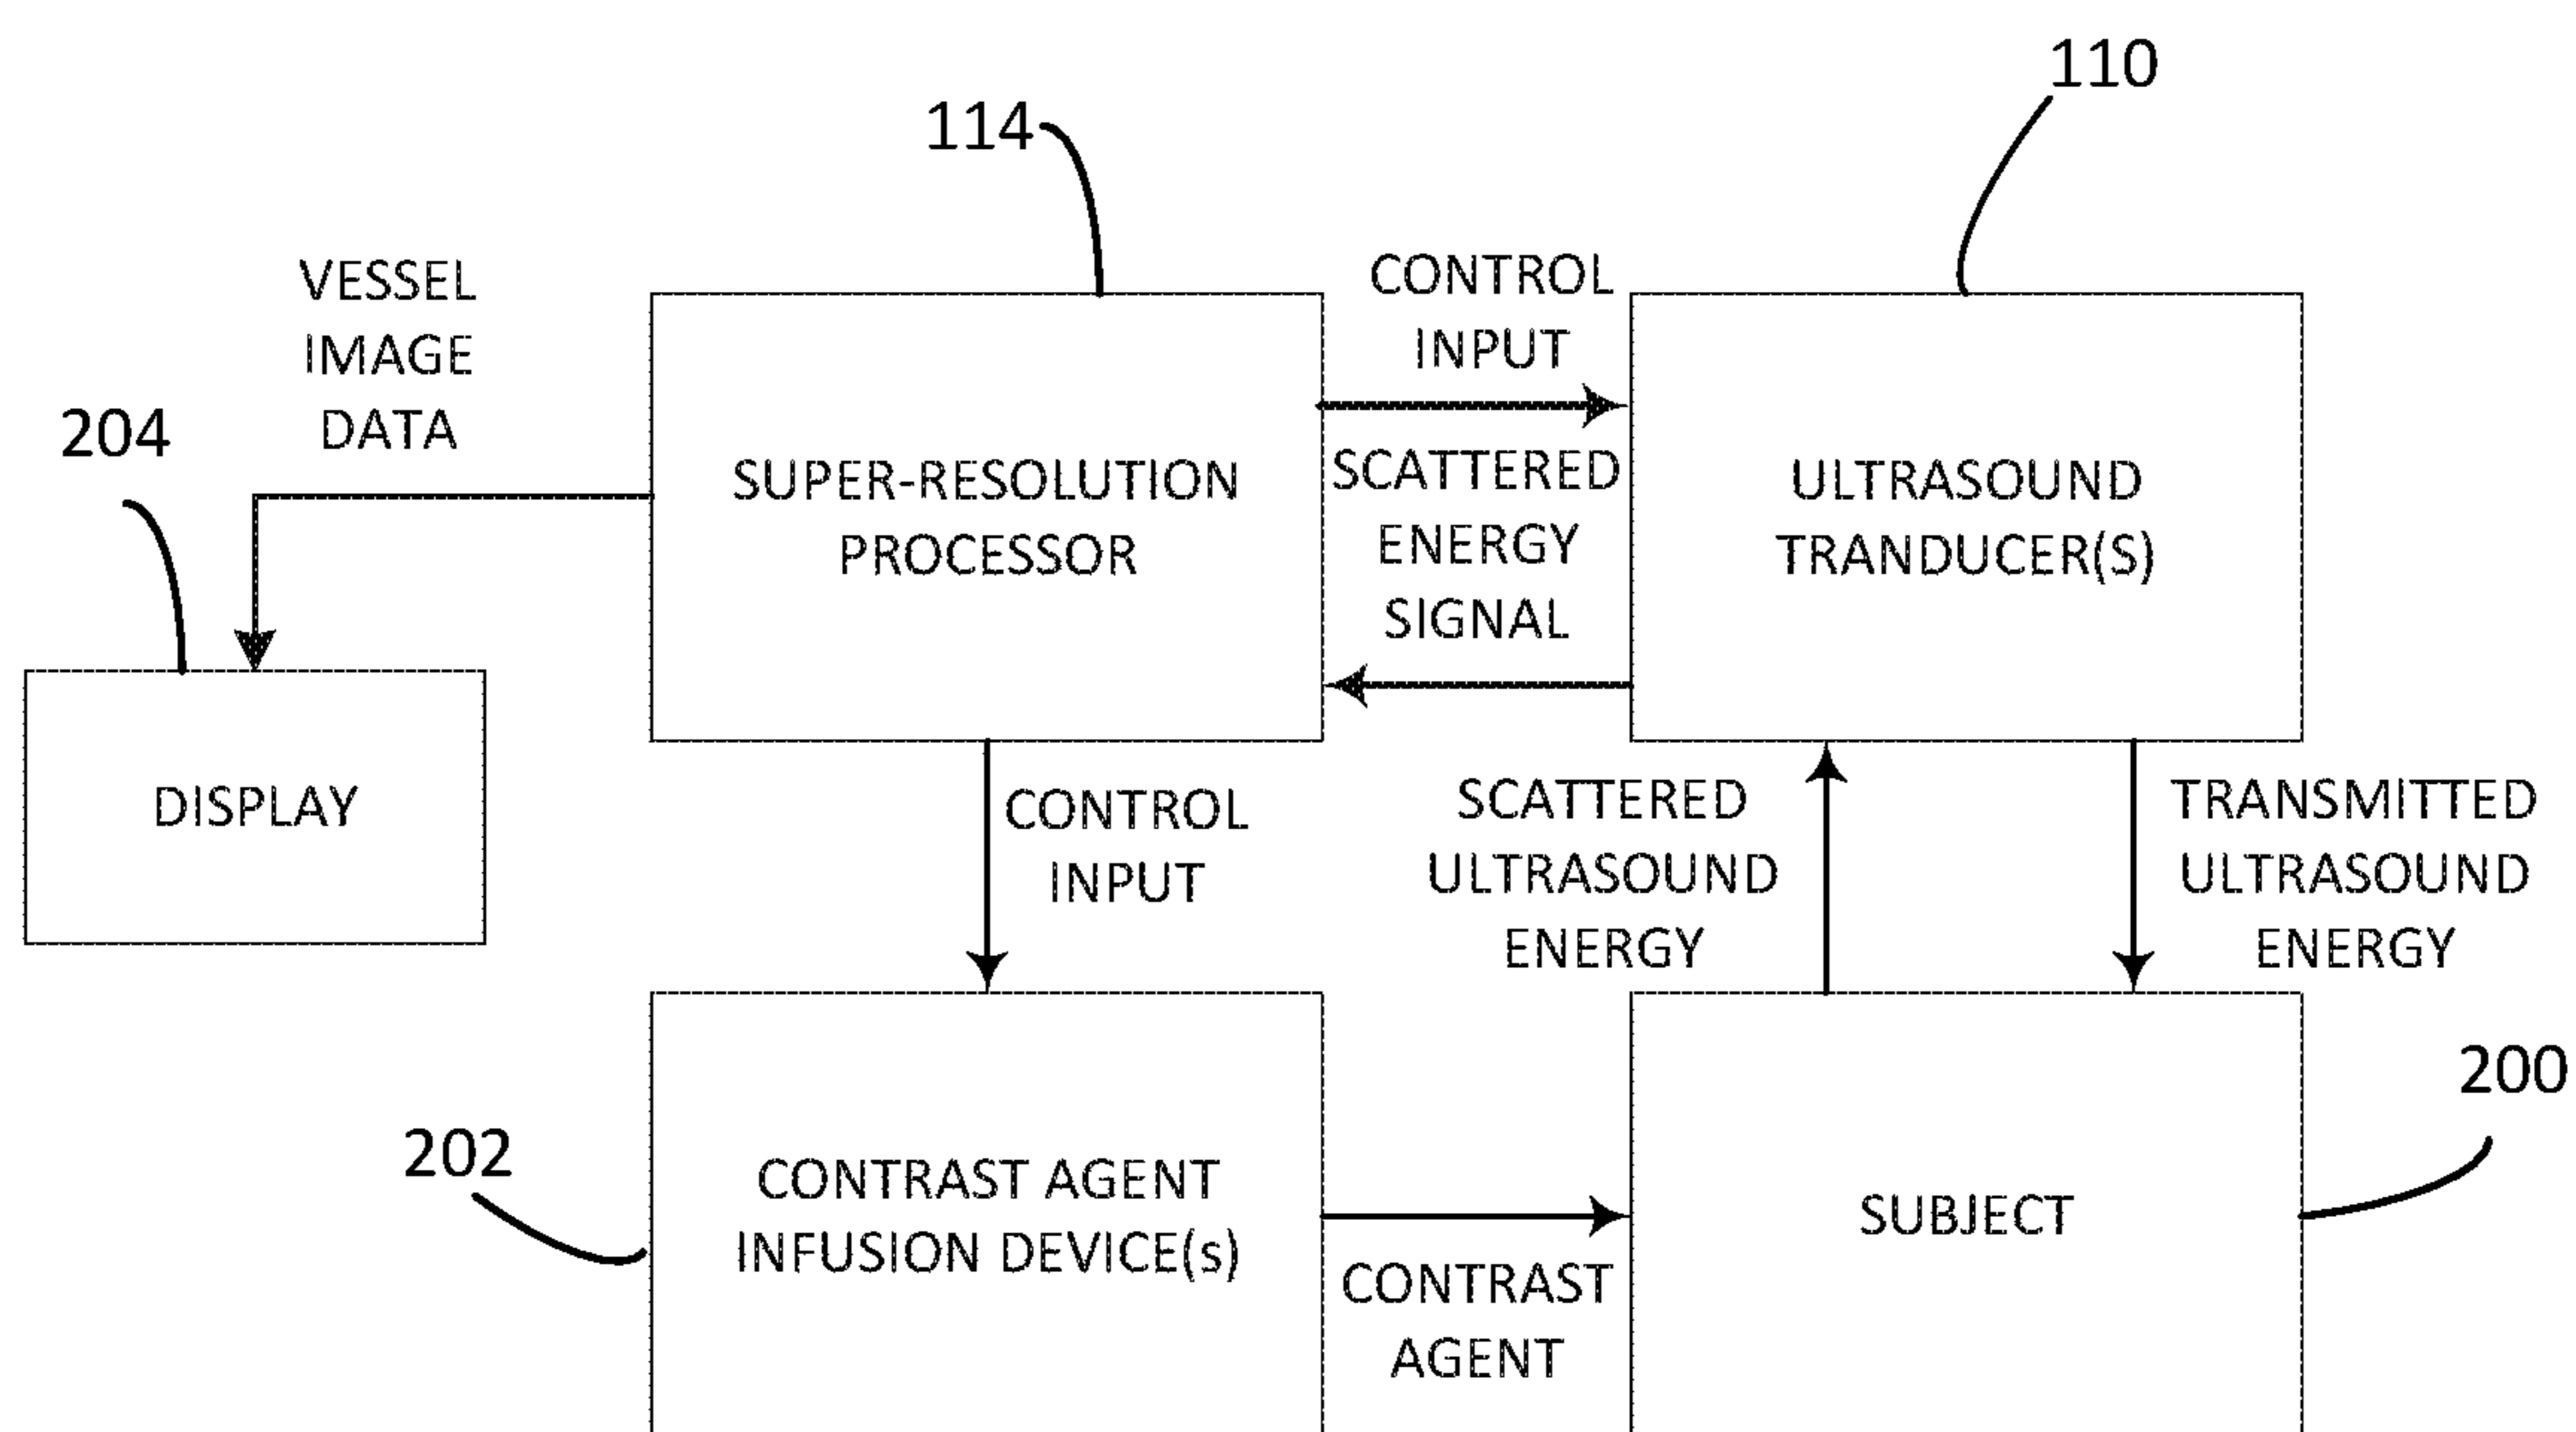 110
114
VESSEL
IMAGE
DATA
CONTROL
INPUT
204
SUPER-RESOLUTION
PROCESSOR
SCATTERED
ENERGY
SIGNAL
ULTRASOUND
TRANDUCER(S)
DISPLAY
CONTROL
INPUT
SCATTERED
ULTRASOUND
ENERGY
TRANSMITTED
ULTRASOUND
ENERGY
200
202
CONTRAST AGENT
INFUSION DEVICE(s)
SUBJECT
CONTRAST
AGENT